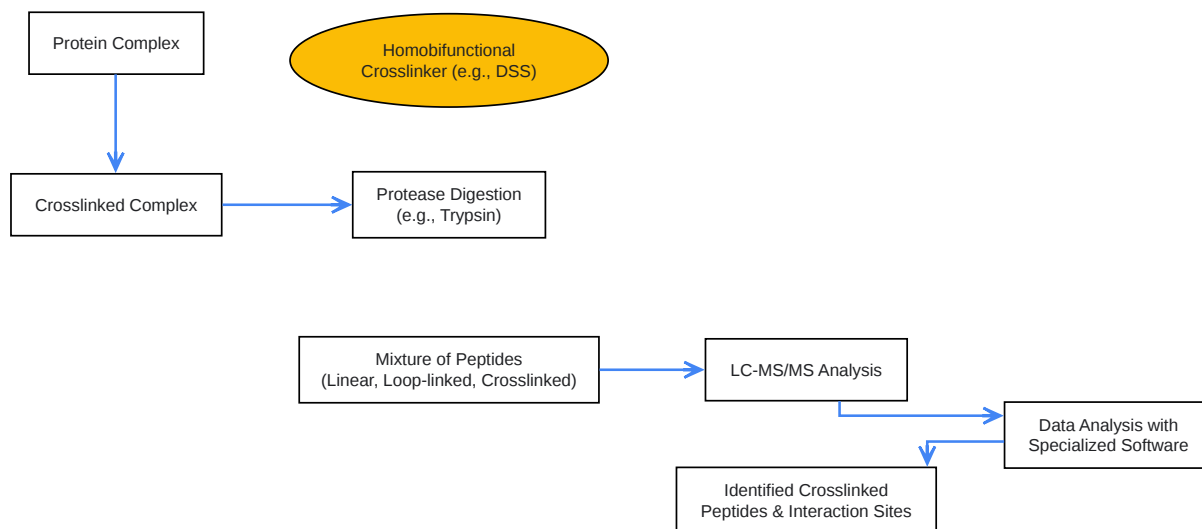 Protein Complex
Homobifunctional
Crosslinker (e.g., DSS)
Crosslinked Complex
Protease Digestion
(e.g., Trypsin)
Mixture of Peptides
(Linear, Loop-linked, Crosslinked)
LC-MS/MS Analysis
Data Analysis with
Specialized Software
Identified Crosslinked
Peptides & Interaction Sites